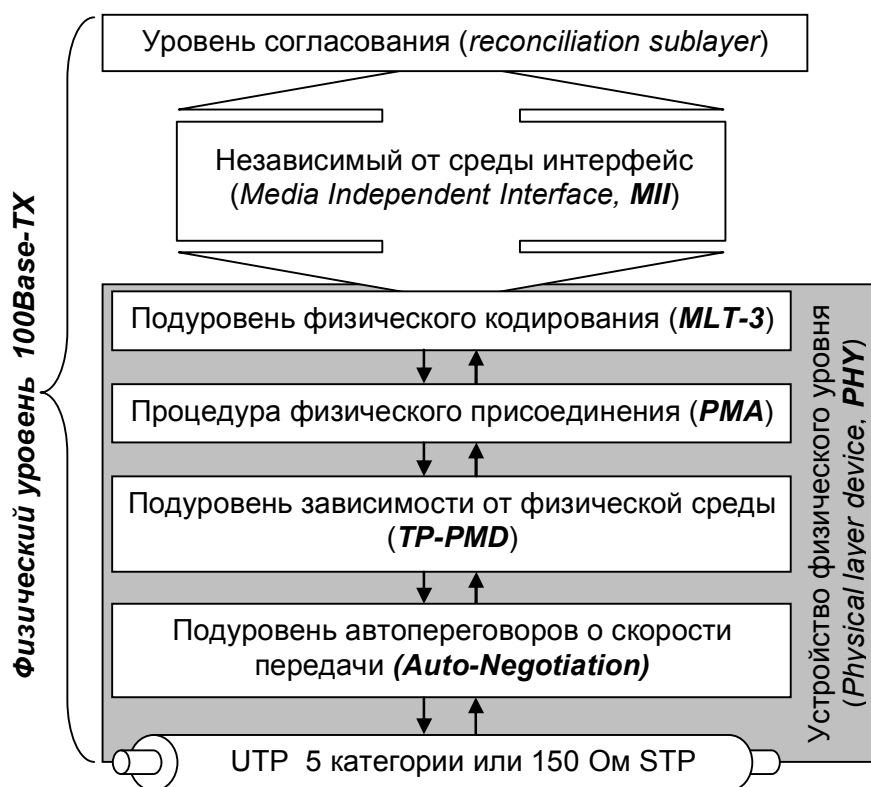 Уровень согласования (reconciliation sublayer)
Независимый от среды интерфейс
(Media Independent Interface, MII)
Физический уровень 100Base-TX
Подуровень физического кодирования (MLT-3)
Процедура физического присоединения (PMA)
Подуровень зависимости от физической среды
(TP-PMD)
Подуровень автопереговоров о скорости
передачи (Auto-Negotiation)
UTP 5 категории или 150 Ом STP
Устройство физического уровня
(Physical layer device, PHY)